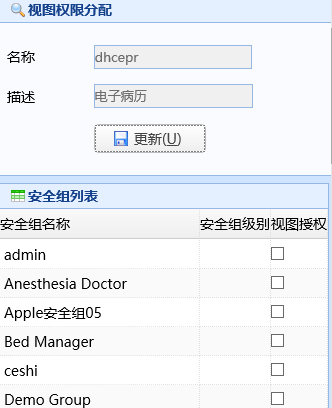 视图权限分配
名称 dhcepr
描述 电子病历
更新(U)
安全组列表
安全组名称 安全组级别 视图授权
admin
Anesthesia Doctor
Apple安全组05
Bed Manager
ceshi
Demo Group